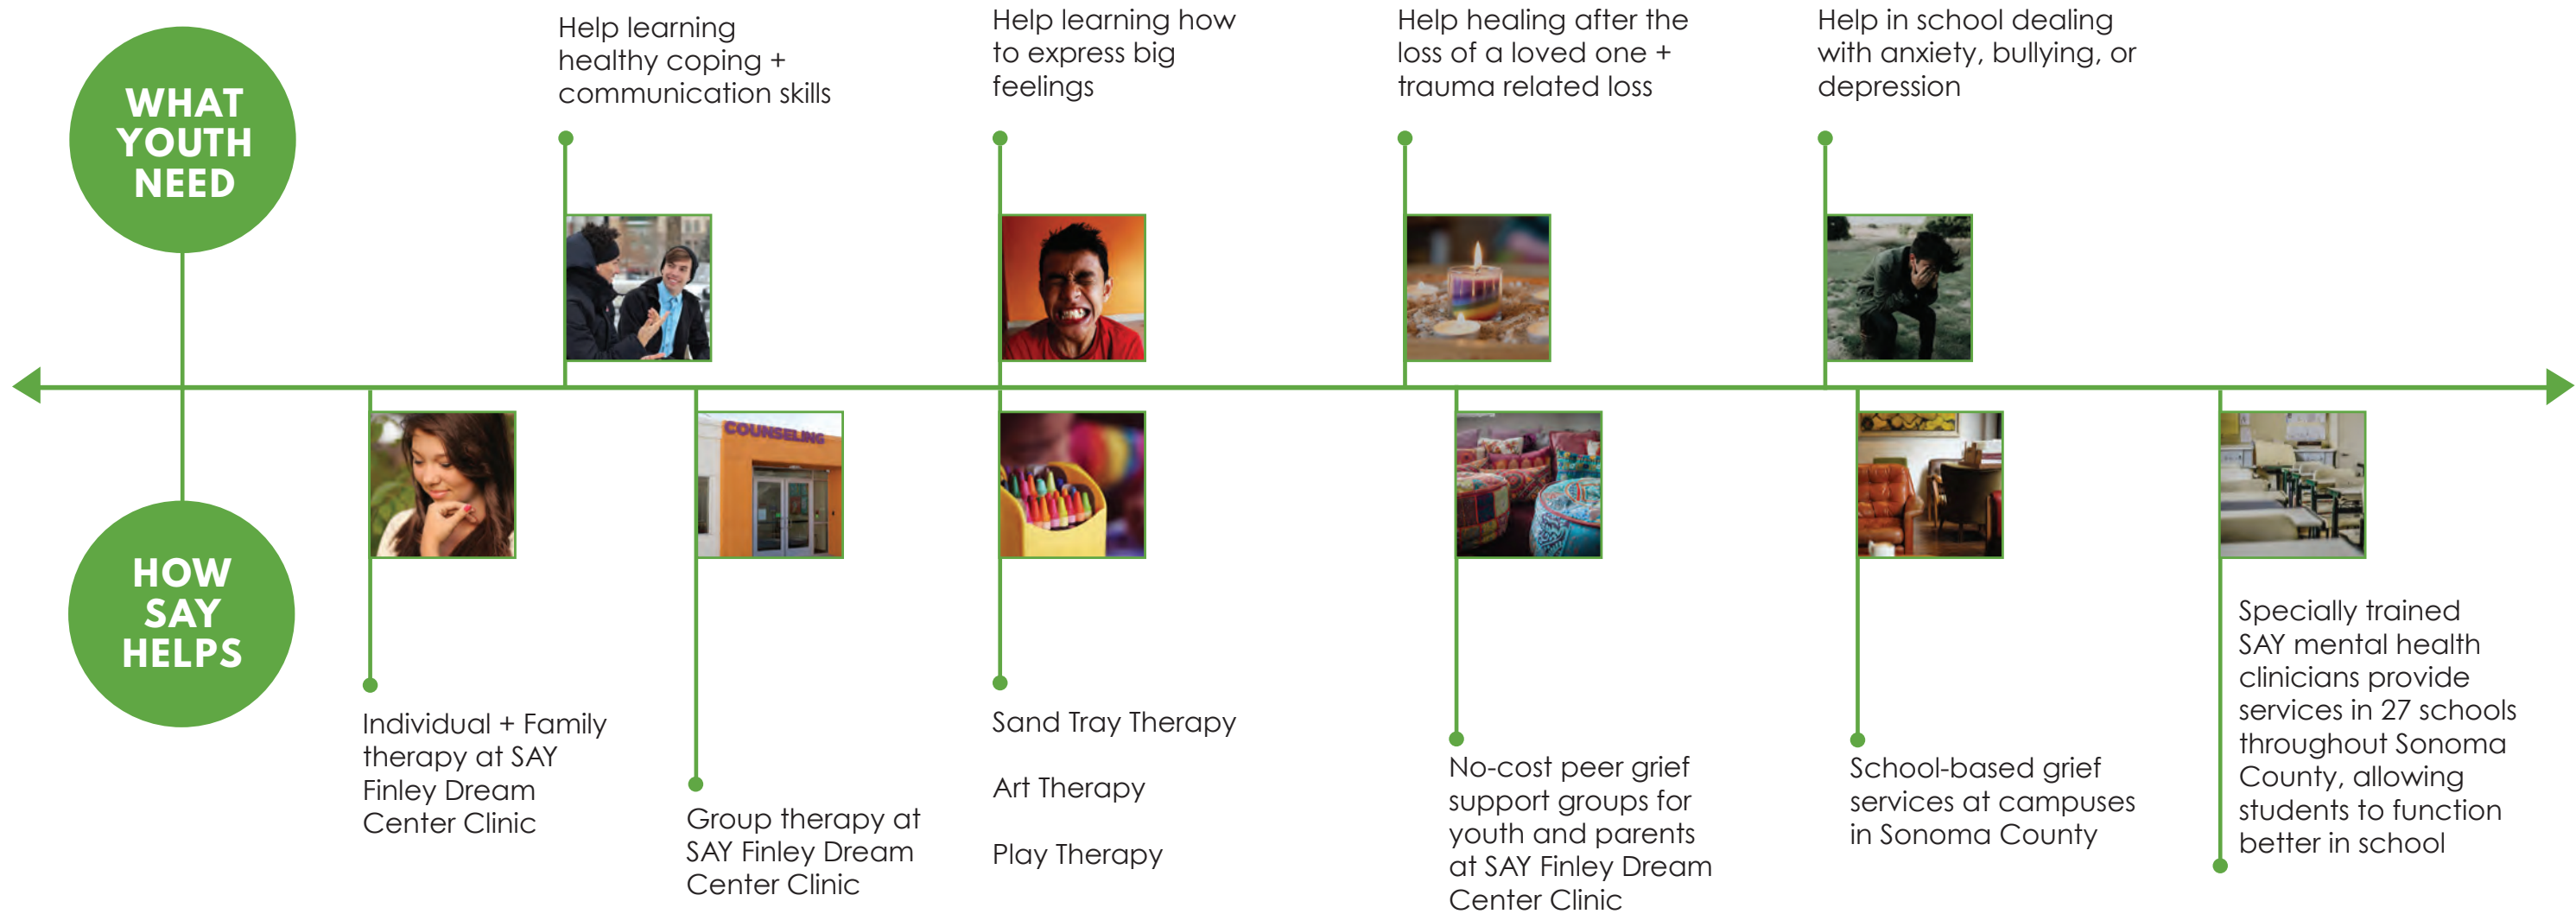 WHAT
YOUTH
NEED
Help learning
healthy coping +
communication skills
Help learning how
to express big
feelings
Help healing after the
loss of a loved one +
trauma related loss
Help in school dealing
with anxiety, bullying, or
depression
COUNSELING
HOW
SAY
HELPS
Individual + Family
therapy at SAY
Finley Dream
Center Clinic
Group therapy at
SAY Finley Dream
Center Clinic
Sand Tray Therapy
Art Therapy
Play Therapy
No-cost peer grief
support groups for
youth and parents
at SAY Finley Dream
Center Clinic
School-based grief
services at campuses
in Sonoma County
Specially trained
SAY mental health
clinicians provide
services in 27 schools
throughout Sonoma
County, allowing
students to function
better in school